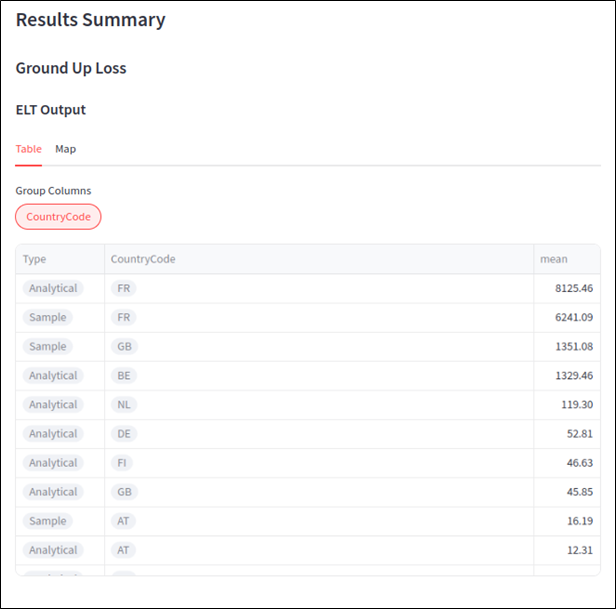 Results Summary
Ground Up Loss
ELT Output
Table Map
Group Columns
CountryCode
Type CountryCode mean
Analytical FR 8125.46
Sample FR 6241.09
Sample GB 1351.08
Analytical BE 1329.46
Analytical NL 119.30
Analytical DE 52.81
Analytical FI 46.63
Analytical GB 45.85
Sample AT 16.19
Analytical AT 12.31